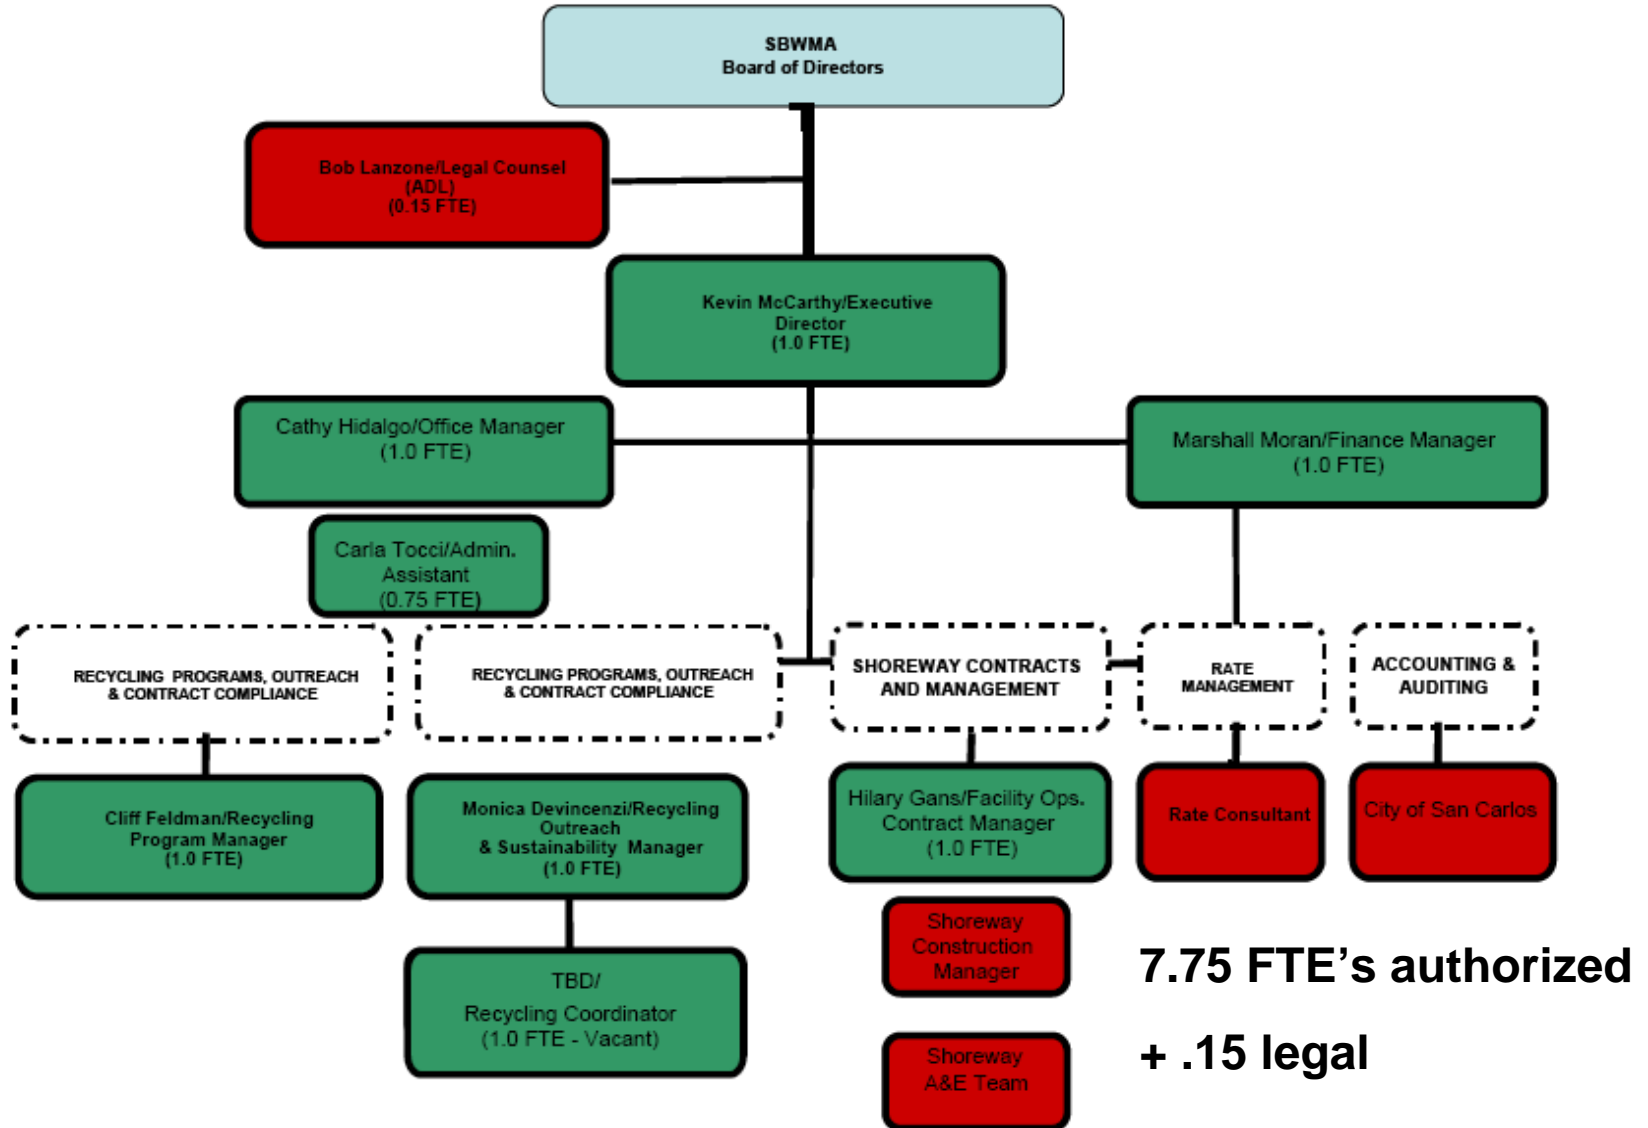 SBWMA
Board of Directors
Bob Lanzone/Legal Counsel
(ADL)
(0.15 FTE)
Kevin McCarthy/Executive
Director
(1.0 FTE)
Cathy Hidalgo/Office Manager
(1.0 FTE)
Marshall Moran/Finance Manager
(1.0 FTE)
Carla Tocci/Admin.
Assistant
(0.75 FTE)
RECYCLING PROGRAMS, OUTREACH
& CONTRACT COMPLIANCE
RECYCLING PROGRAMS, OUTREACH
& CONTRACT COMPLIANCE
SHOREWAY CONTRACTS
AND MANAGEMENT
RATE
MANAGEMENT
ACCOUNTING &
AUDITING
Cliff Feldman/Recycling
Program Manager
(1.0 FTE)
Monica Devincenzi/Recycling
Outreach
& Sustainability Manager
(1.0 FTE)
Hilary Gans/Facility Ops.
Contract Manager
(1.0 FTE)
Rate Consultant
City of San Carlos
TBD/
Recycling Coordinator
(1.0 FTE - Vacant)
Shoreway
Construction
Manager
Shoreway
A&E Team
7.75 FTE’s authorized
+ .15 legal